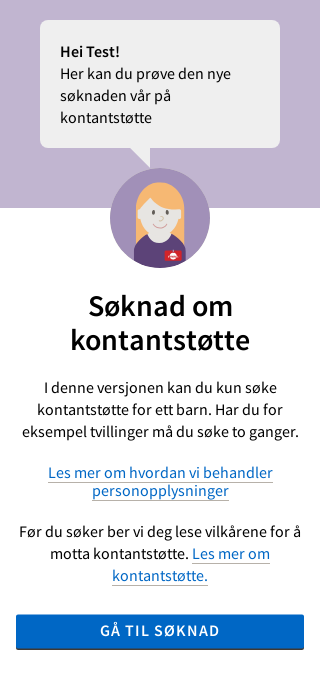 Hei Test!
Her kan du prøve den nye
søknaden vår på
kontantstøtte
Søknad om
kontantstøtte
I denne versjonen kan du kun søke
kontantstøtte for ett barn. Har du for
eksempel tvillinger må du søke to ganger.
Les mer om hvordan vi behandler
personopplysninger
Før du søker ber vi deg lese vilkårene for å
motta kontantstøtte. Les mer om
kontantstøtte.
GÅ TIL SØKNAD